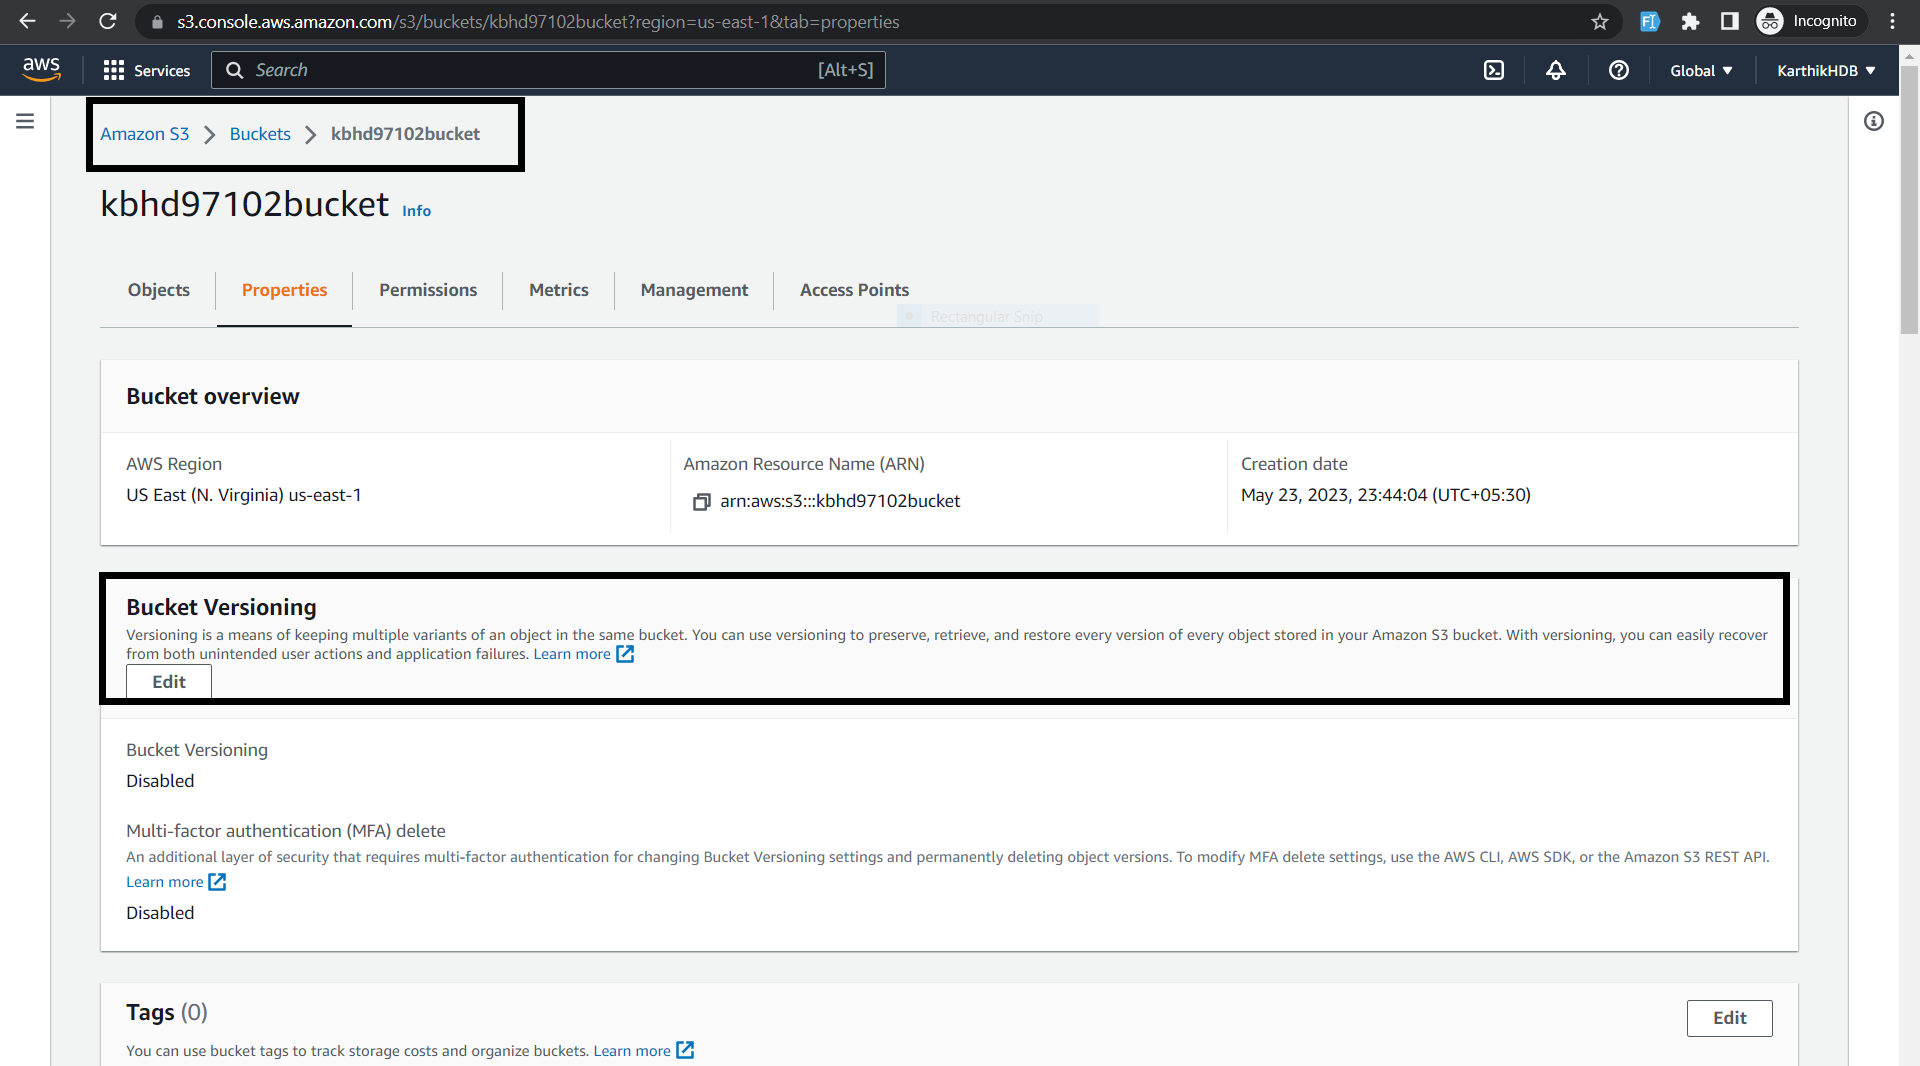 s3.console.aws.amazon.com/s3/buckets/kbhd97102bucket?region=us-east-1&tab=properties
Incognito
aws
Services
Search
[Alt+S]
Global
KarthikHDB
Amazon S3 > Buckets > kbhd97102bucket
kbhd97102bucket Info
Objects
Properties
Permissions
Metrics
Management
Access Points
Rectangular Snip
Bucket overview
AWS Region
US East (N. Virginia) us-east-1
Amazon Resource Name (ARN)
arn:aws:s3:::kbhd97102bucket
Creation date
May 23, 2023, 23:44:04 (UTC+05:30)
Bucket Versioning
Versioning is a means of keeping multiple variants of an object in the same bucket. You can use versioning to preserve, retrieve, and restore every version of every object stored in your Amazon S3 bucket. With versioning, you can easily recover
from both unintended user actions and application failures. Learn more
Edit
Bucket Versioning
Disabled
Multi-factor authentication (MFA) delete
An additional layer of security that requires multi-factor authentication for changing Bucket Versioning settings and permanently deleting object versions. To modify MFA delete settings, use the AWS CLI, AWS SDK, or the Amazon S3 REST API.
Learn more
Disabled
Tags (0)
Edit
You can use bucket tags to track storage costs and organize buckets. Learn more